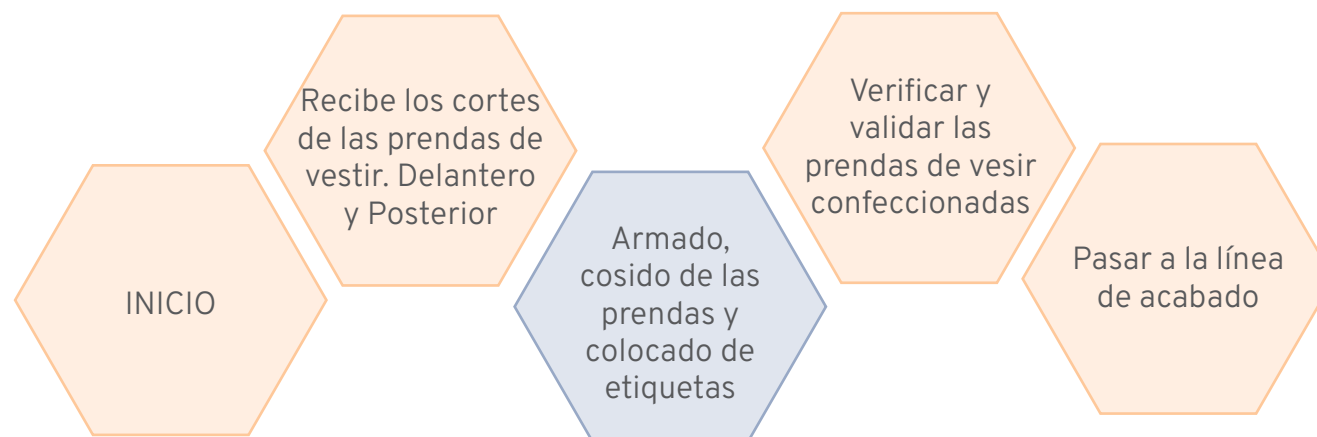 INICIO
Recibe los cortes
de las prendas de
vestir. Delantero
y Posterior
Armado,
cosido de las
prendas y
colocado de
etiquetas
Verificar y
validar las
prendas de vesir
confeccionadas
Pasar a la línea
de acabado